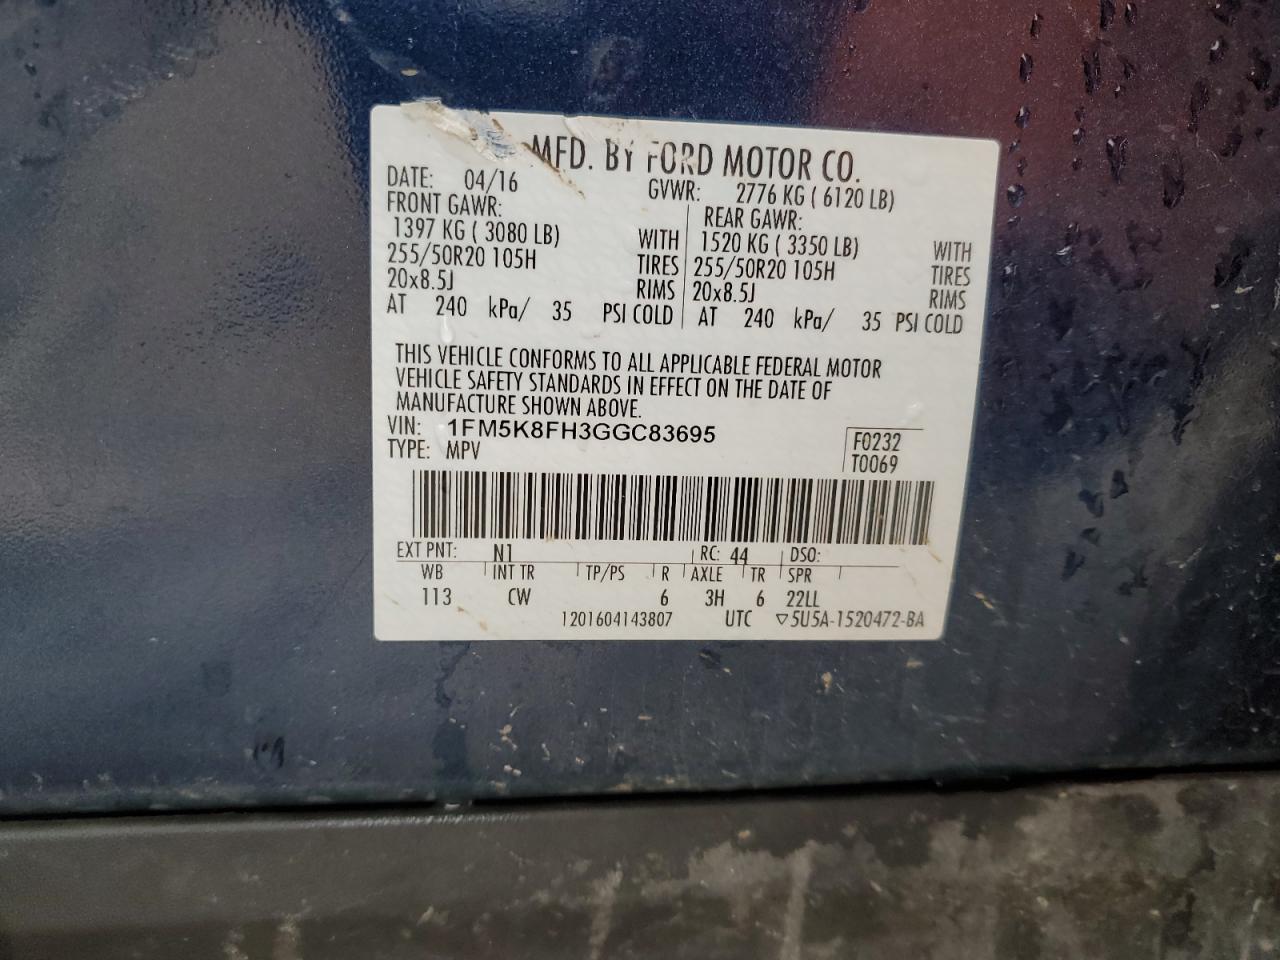 MFD. BY FORD MOTOR CO.
DATE: 04/16 GVWR: 2776 KG ( 6120 LB)
FRONT GAWR: REAR GAWR:
1397 KG ( 3080 LB) WITH 1520 KG ( 3350 LB) WITH
255/50R20 105H TIRES 255/50R20 105H TIRES
20x8.5J RIMS 20x8.5J RIMS
AT 240 kPa/ 35 PSI COLD AT 240 kPa/ 35 PSI COLD
THIS VEHICLE CONFORMS TO ALL APPLICABLE FEDERAL MOTOR
VEHICLE SAFETY STANDARDS IN EFFECT ON THE DATE OF
MANUFACTURE SHOWN ABOVE.
VIN: 1FM5K8FH3GGC83695 F0232
TYPE: MPV T0069
EXT PNT: N1 RC: 44 DSO:
WB INT TR TP/PS R AXLE TR SPR
113 CW 6 3H 6 22LL
1201604143807 UTC ▽5U5A-1520472-BA